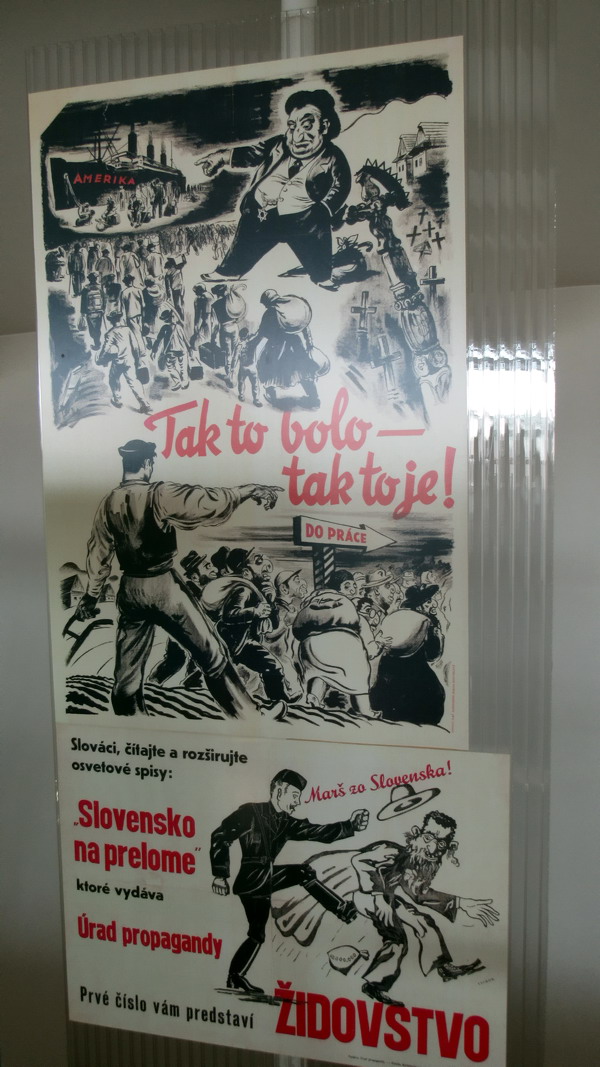 AMERIKA
Tak to bolo —
tak to je!
DO PRÁCE
Slováci, čítajte a rozširujte
osvetové spisy:
„Slovensko
na prelome"
ktoré vydáva
Úrad propagandy
Prvé číslo vám predstaví
ŽIDOVSTVO
Marš zo Slovenska!